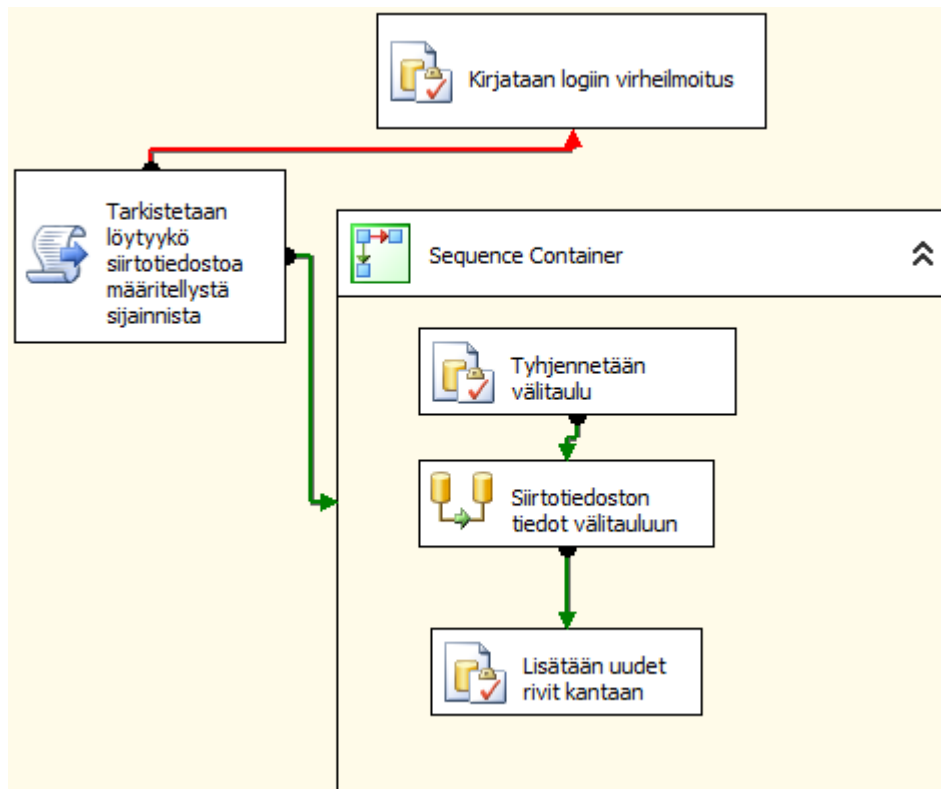 Kirjataan logiin virheilmoitus
Tarkistetaan
löytyykö
siirtotiedostoa
määritellystä
sijainnista
Sequence Container
Tyhjennetään
välitaulu
Siirtotiedoston
tiedot välitauluun
Lisätään uudet
rivit kantaan